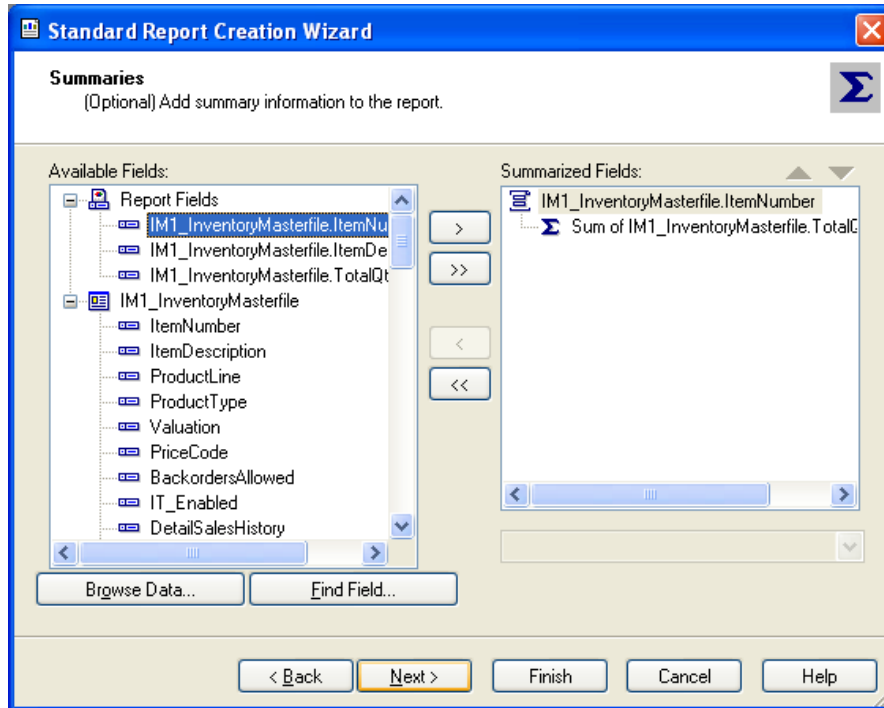 Standard Report Creation Wizard
Summaries
(Optional) Add summary information to the report.
Available Fields:
Report Fields
IM1_InventoryMasterfile.ItemNu
IM1_InventoryMasterfile.ItemDe
IM1_InventoryMasterfile.TotalQt
IM1_InventoryMasterfile
ItemNumber
ItemDescription
ProductLine
ProductType
Valuation
PriceCode
BackordersAllowed
IT_Enabled
DetailSalesHistory
Browse Data...
Find Field...
>
>>
<
<<
Summarized Fields:
IM1_InventoryMasterfile.ItemNumber
Σ Sum of IM1_InventoryMasterfile.TotalQ
< Back
Next >
Finish
Cancel
Help